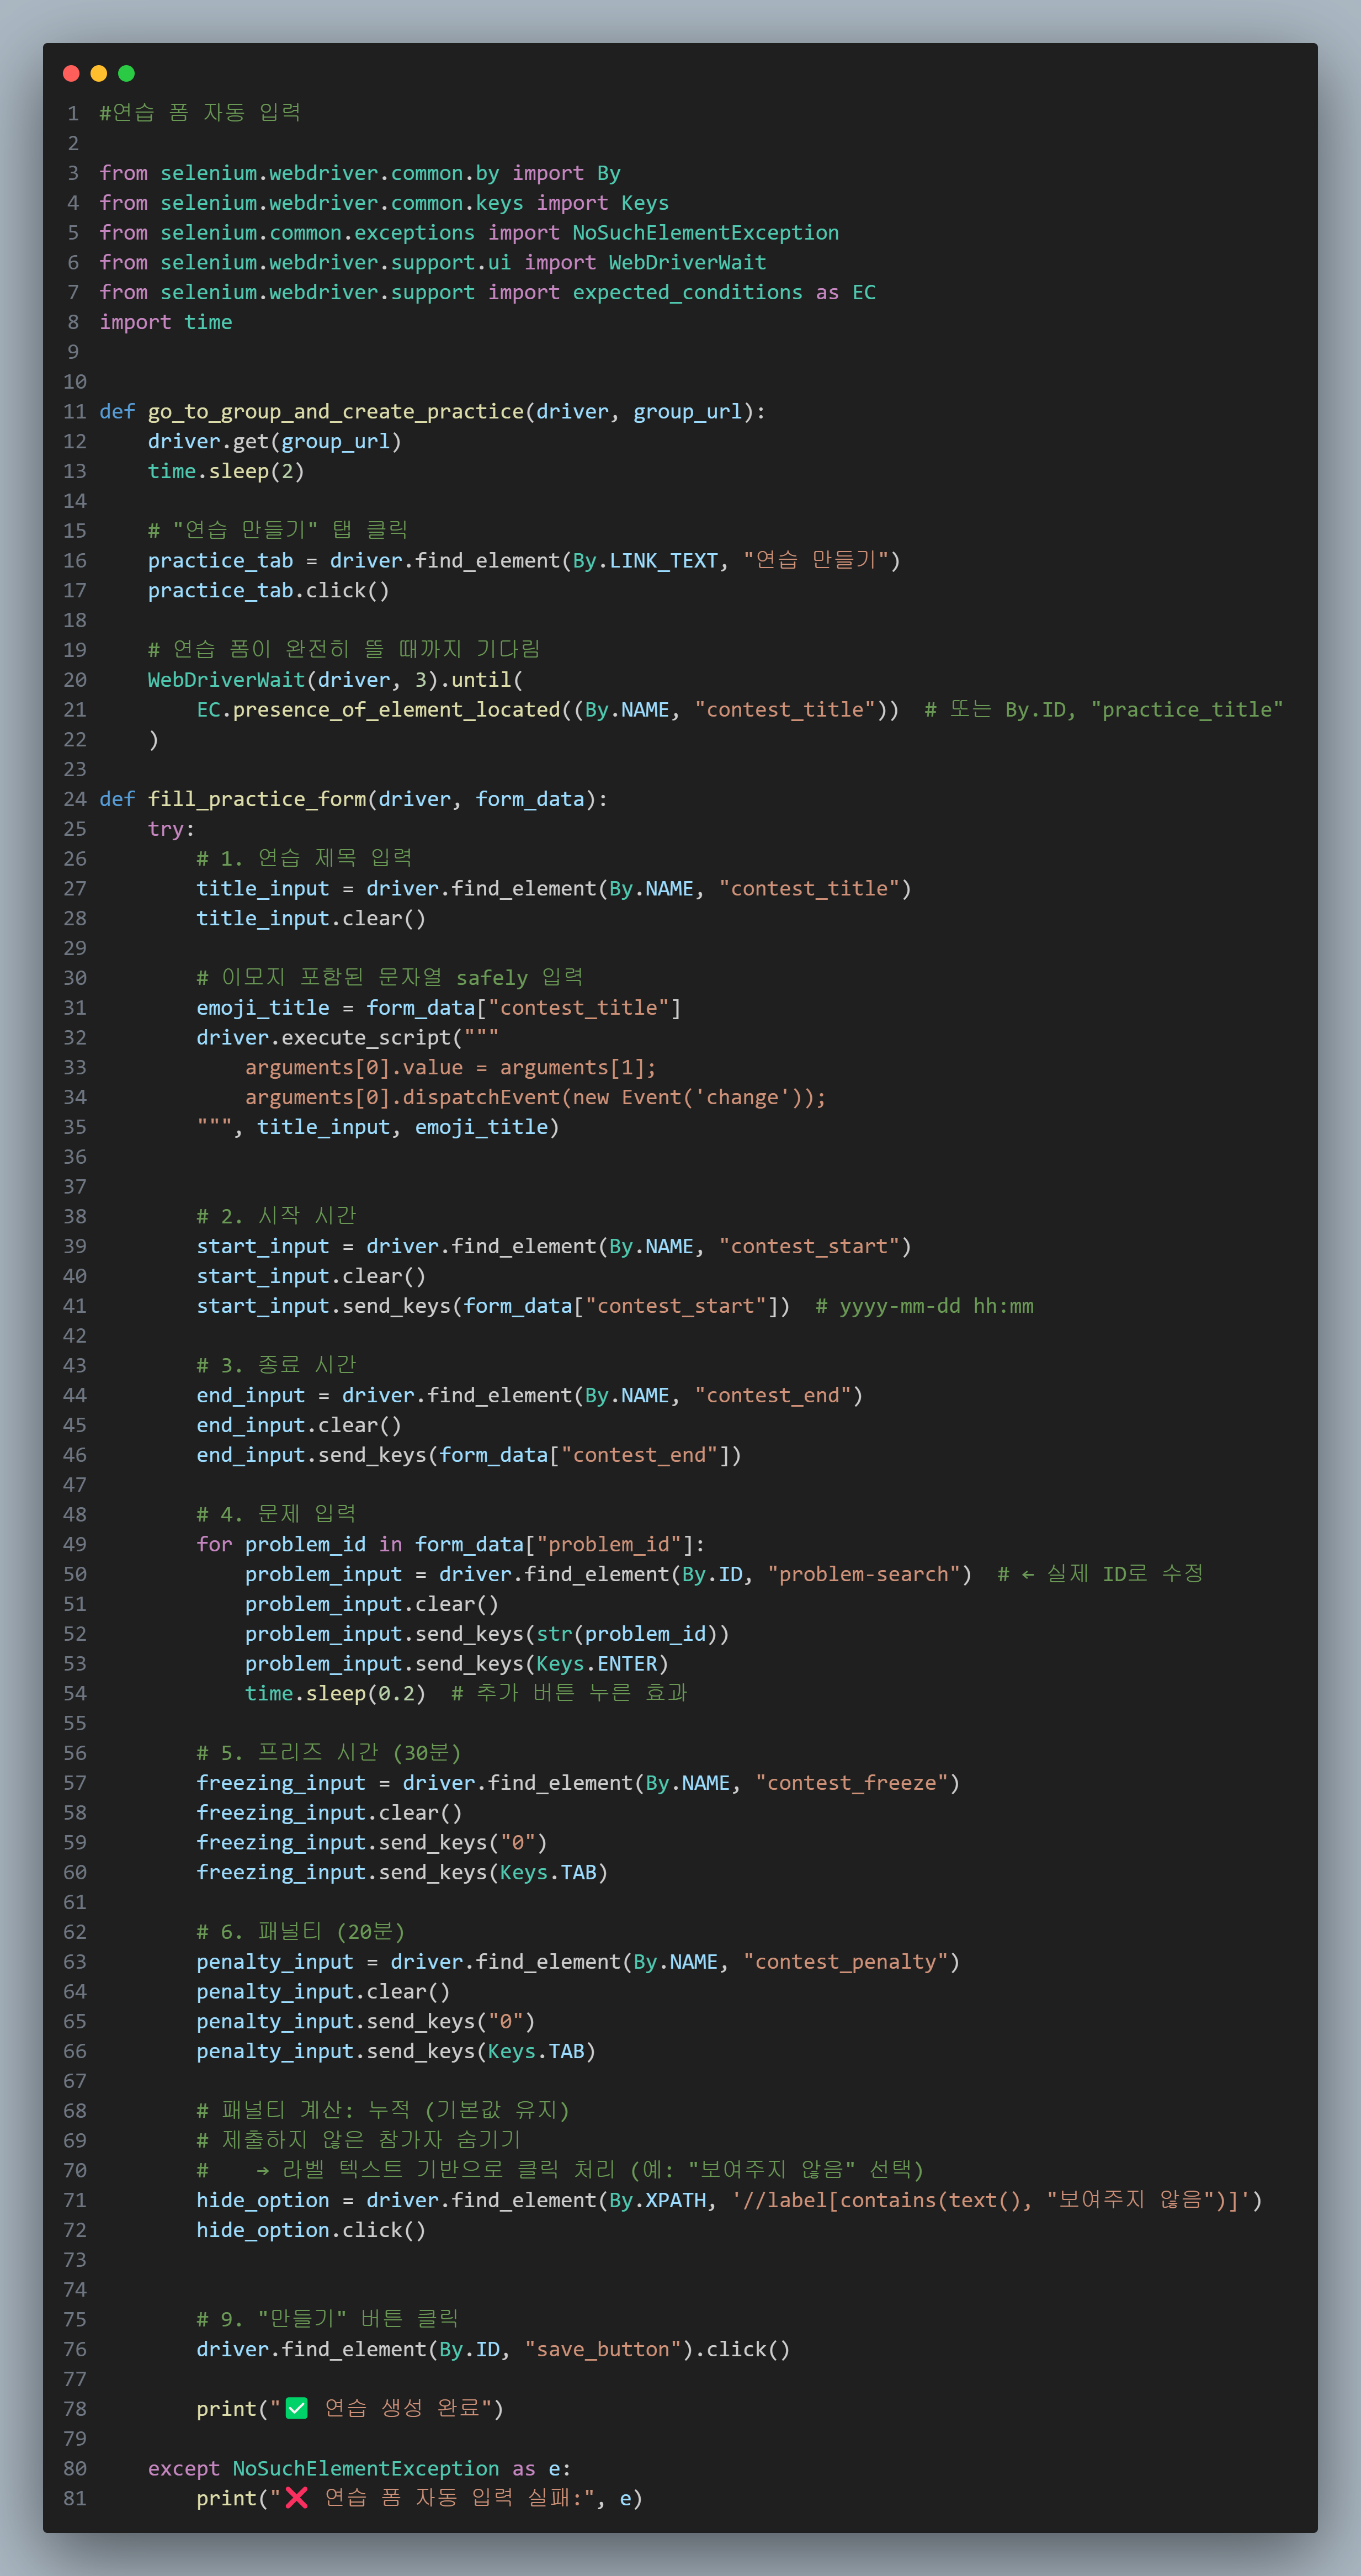 1 #연습 폼 자동 입력
2
3 from selenium.webdriver.common.by import By
4 from selenium.webdriver.common.keys import Keys
5 from selenium.common.exceptions import NoSuchElementException
6 from selenium.webdriver.support.ui import WebDriverWait
7 from selenium.webdriver.support import expected_conditions as EC
8 import time
9
10
11 def go_to_group_and_create_practice(driver, group_url):
12     driver.get(group_url)
13     time.sleep(2)
14
15     # "연습 만들기" 탭 클릭
16     practice_tab = driver.find_element(By.LINK_TEXT, "연습 만들기")
17     practice_tab.click()
18
19     # 연습 폼이 완전히 뜰 때까지 기다림
20     WebDriverWait(driver, 3).until(
21         EC.presence_of_element_located((By.NAME, "contest_title"))  # 또는 By.ID, "practice_title"
22     )
23
24 def fill_practice_form(driver, form_data):
25     try:
26         # 1. 연습 제목 입력
27         title_input = driver.find_element(By.NAME, "contest_title")
28         title_input.clear()
29
30         # 이모지 포함된 문자열 safely 입력
31         emoji_title = form_data["contest_title"]
32         driver.execute_script("""
33             arguments[0].value = arguments[1];
34             arguments[0].dispatchEvent(new Event('change'));
35         """, title_input, emoji_title)
36
37
38         # 2. 시작 시간
39         start_input = driver.find_element(By.NAME, "contest_start")
40         start_input.clear()
41         start_input.send_keys(form_data["contest_start"])  # yyyy-mm-dd hh:mm
42
43         # 3. 종료 시간
44         end_input = driver.find_element(By.NAME, "contest_end")
45         end_input.clear()
46         end_input.send_keys(form_data["contest_end"])
47
48         # 4. 문제 입력
49         for problem_id in form_data["problem_id"]:
50             problem_input = driver.find_element(By.ID, "problem-search")  # ← 실제 ID로 수정
51             problem_input.clear()
52             problem_input.send_keys(str(problem_id))
53             problem_input.send_keys(Keys.ENTER)
54             time.sleep(0.2)  # 추가 버튼 누른 효과
55
56         # 5. 프리즈 시간 (30분)
57         freezing_input = driver.find_element(By.NAME, "contest_freeze")
58         freezing_input.clear()
59         freezing_input.send_keys("0")
60         freezing_input.send_keys(Keys.TAB)
61
62         # 6. 패널티 (20분)
63         penalty_input = driver.find_element(By.NAME, "contest_penalty")
64         penalty_input.clear()
65         penalty_input.send_keys("0")
66         penalty_input.send_keys(Keys.TAB)
67
68         # 패널티 계산: 누적 (기본값 유지)
69         # 제출하지 않은 참가자 숨기기
70         #    → 라벨 텍스트 기반으로 클릭 처리 (예: "보여주지 않음" 선택)
71         hide_option = driver.find_element(By.XPATH, '//label[contains(text(), "보여주지 않음")]')
72         hide_option.click()
73
74
75         # 9. "만들기" 버튼 클릭
76         driver.find_element(By.ID, "save_button").click()
77
78         print("✅ 연습 생성 완료")
79
80     except NoSuchElementException as e:
81         print("❌ 연습 폼 자동 입력 실패:", e)